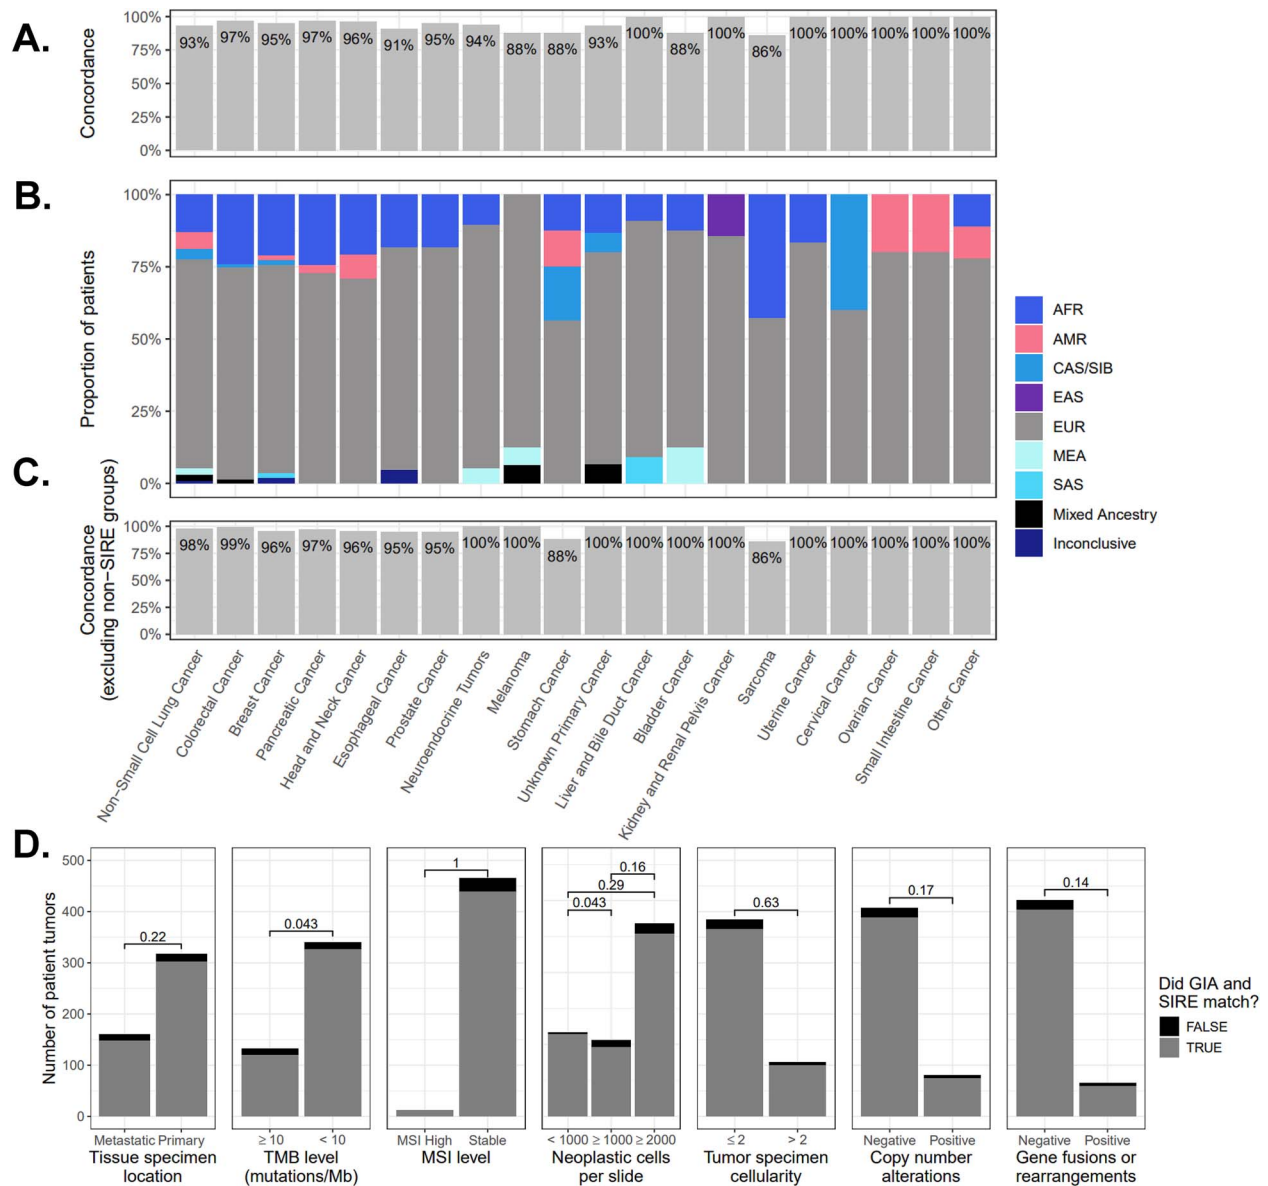 A.
Concordance
100%
75%
50%
25%
0%
93% 97% 95% 97% 96% 91% 95% 94% 88% 88% 93% 100% 88% 100% 86% 100% 100% 100% 100% 100%
B.
Proportion of patients
100%
75%
50%
25%
0%
AFR
AMR
CAS/SIB
EAS
EUR
MEA
SAS
Mixed Ancestry
Inconclusive
C.
Concordance
(excluding non−SIRE groups)
100%
75%
50%
25%
0%
98% 99% 96% 97% 96% 95% 95% 100% 100% 88% 100% 100% 100% 100% 86% 100% 100% 100% 100% 100%
Non−Small Cell Lung Cancer
Colorectal Cancer
Breast Cancer
Pancreatic Cancer
Head and Neck Cancer
Esophageal Cancer
Prostate Cancer
Neuroendocrine Tumors
Melanoma
Stomach Cancer
Unknown Primary Cancer
Liver and Bile Duct Cancer
Bladder Cancer
Kidney and Renal Pelvis Cancer
Sarcoma
Uterine Cancer
Cervical Cancer
Ovarian Cancer
Small Intestine Cancer
Other Cancer
D.
Number of patient tumors
500
400
300
200
100
0
0.22
Metastatic Primary
Tissue specimen
location
0.043
≥ 10 < 10
TMB level
(mutations/Mb)
1
MSI High Stable
MSI level
0.16
0.29
0.043
< 1000 ≥ 1000 ≥ 2000
Neoplastic cells
per slide
0.63
≤ 2 > 2
Tumor specimen
cellularity
0.17
Negative Positive
Copy number
alterations
0.14
Negative Positive
Gene fusions or
rearrangements
Did GIA and
SIRE match?
FALSE
TRUE